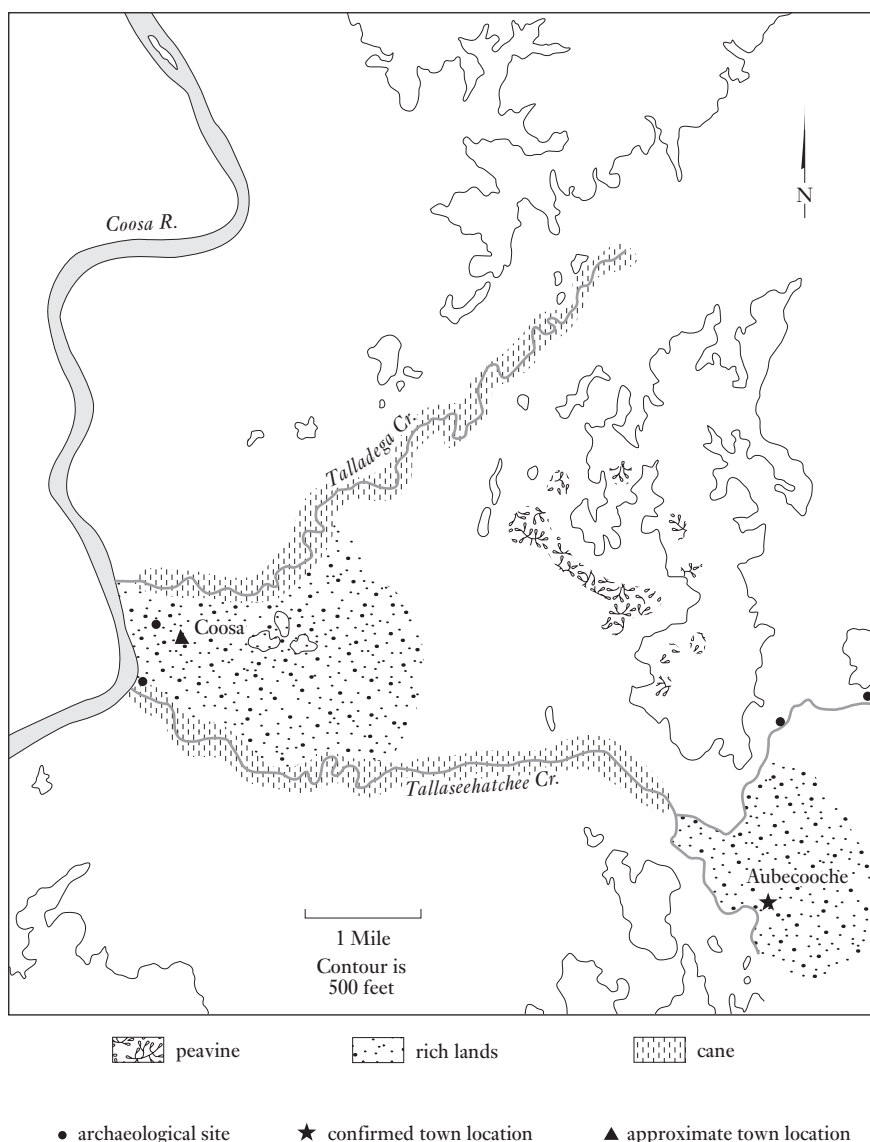 N
Coosa R.
Talladega Cr.
Coosa
Tallaseehatchee Cr.
Aubecooche
1 Mile
Contour is
500 feet
peavine
rich lands
cane
archaeological site
confirmed town location
approximate town location